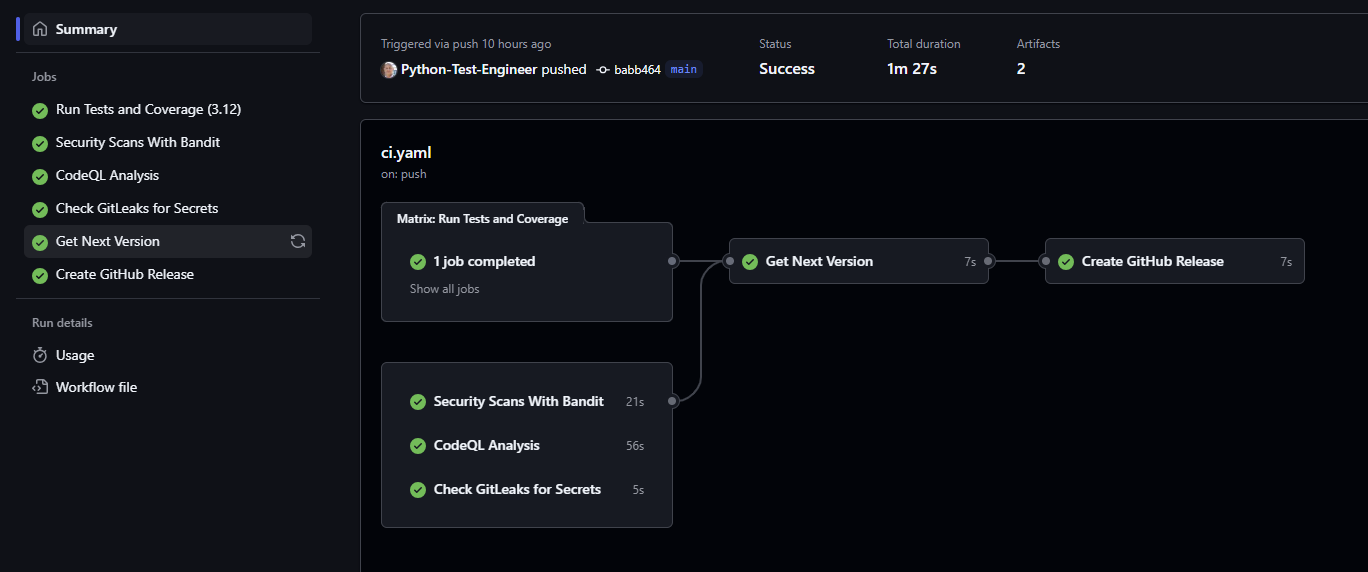 Summary
Jobs
Run Tests and Coverage (3.12)
Security Scans With Bandit
CodeQL Analysis
Check GitLeaks for Secrets
Get Next Version
Create GitHub Release
Run details
Usage
Workflow file
Triggered via push 10 hours ago
Python-Test-Engineer pushed babb464 main
Status
Success
Total duration
1m 27s
Artifacts
2
ci.yaml
on: push
Matrix: Run Tests and Coverage
1 job completed
Show all jobs
Get Next Version 7s
Create GitHub Release 7s
Security Scans With Bandit 21s
CodeQL Analysis 56s
Check GitLeaks for Secrets 5s